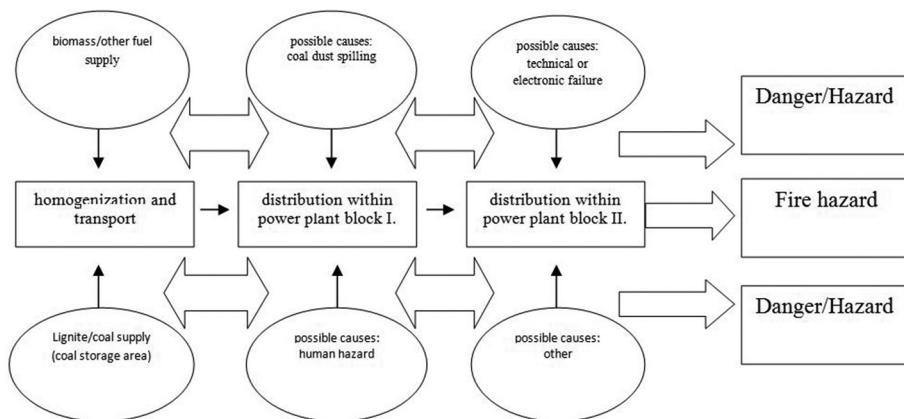 biomass/other fuel
supply
possible causes:
coal dust spilling
possible causes:
technical or
electronic failure
Danger/Hazard
homogenization and
transport
distribution within
power plant block I.
distribution within
power plant block II.
Fire hazard
Lignite/coal supply
(coal storage area)
possible causes:
human hazard
possible causes:
other
Danger/Hazard